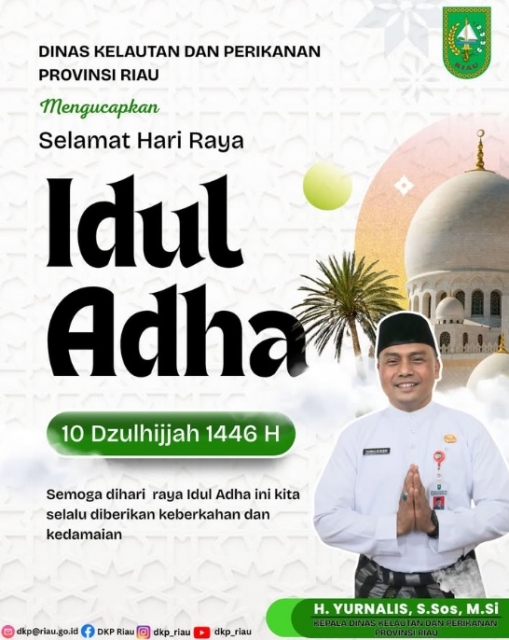 DINAS KELAUTAN DAN PERIKANAN
PROVINSI RIAU
Mengucapkan
Selamat Hari Raya
Idul
Adha
10 Dzulhijjah 1446 H
Semoga dihari raya Idul Adha ini kita
selalu diberikan keberkahan dan
kedamaian
RIAU
H. YURNALIS, S.Sos, M.Si
KEPALA DINAS KELAUTAN DAN PERIKANAN
PROVINSI RIAU
dkp@riau.go.id DKP Riau dkp_riau dkp_riau